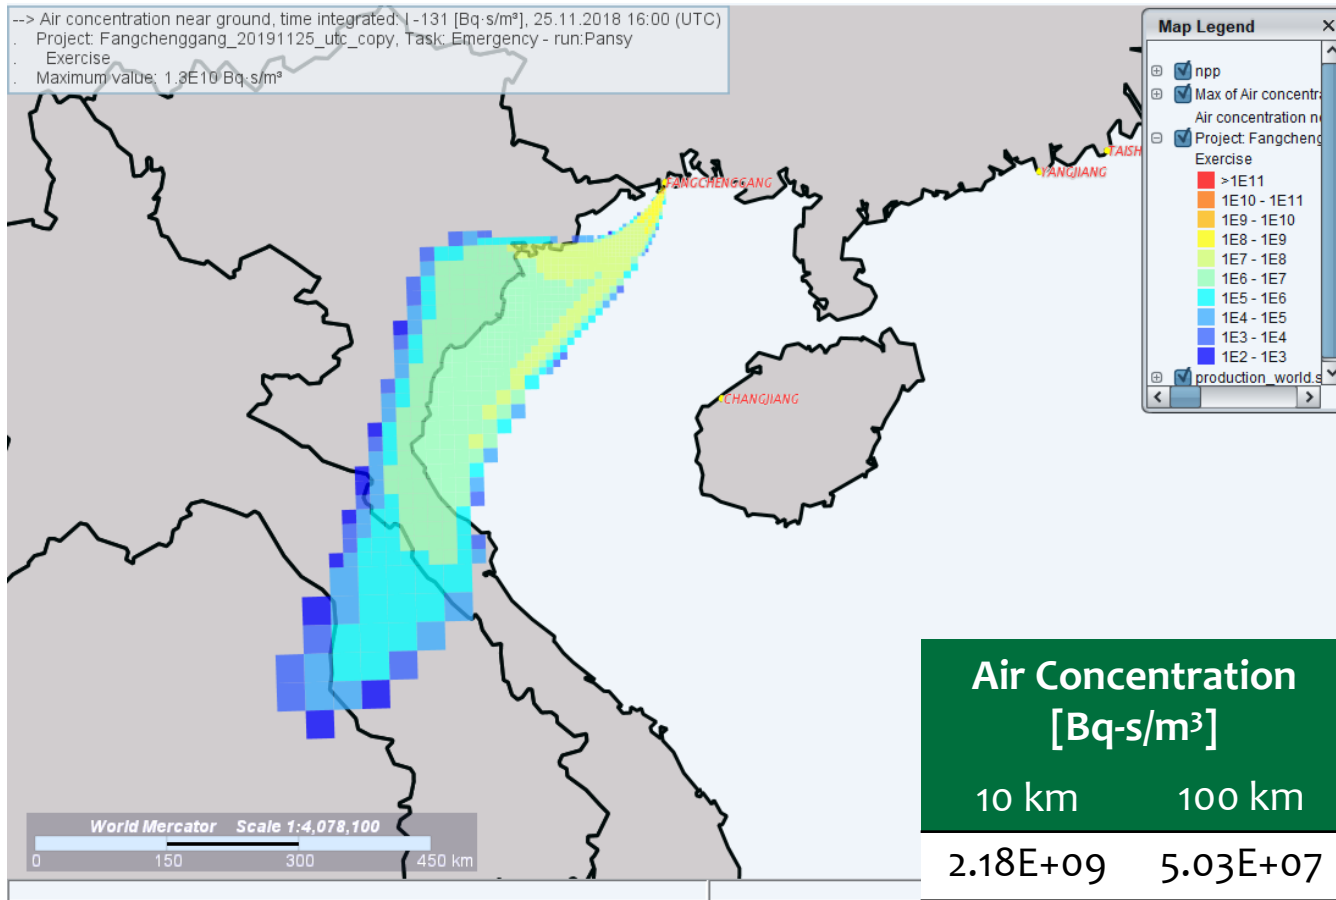 --> Air concentration near ground, time integrated: I -131 [Bq·s/m³], 25.11.2018 16:00 (UTC)
. Project: Fangchenggang_20191125_utc_copy, Task: Emergency - run:Pansy
. Exercise
. Maximum value: 1.3E10 Bq·s/m³
Map Legend
npp
Max of Air concentra
Air concentration n
Project: Fangcheng
Exercise
>1E11
1E10 - 1E11
1E9 - 1E10
1E8 - 1E9
1E7 - 1E8
1E6 - 1E7
1E5 - 1E6
1E4 - 1E5
1E3 - 1E4
1E2 - 1E3
production_world.s
TAISH
YANGJIANG
FANGCHENGGANG
CHANGJIANG
Air Concentration
[Bq-s/m³]
10 km 100 km
2.18E+09 5.03E+07
World Mercator Scale 1:4,078,100
0 150 300 450 km